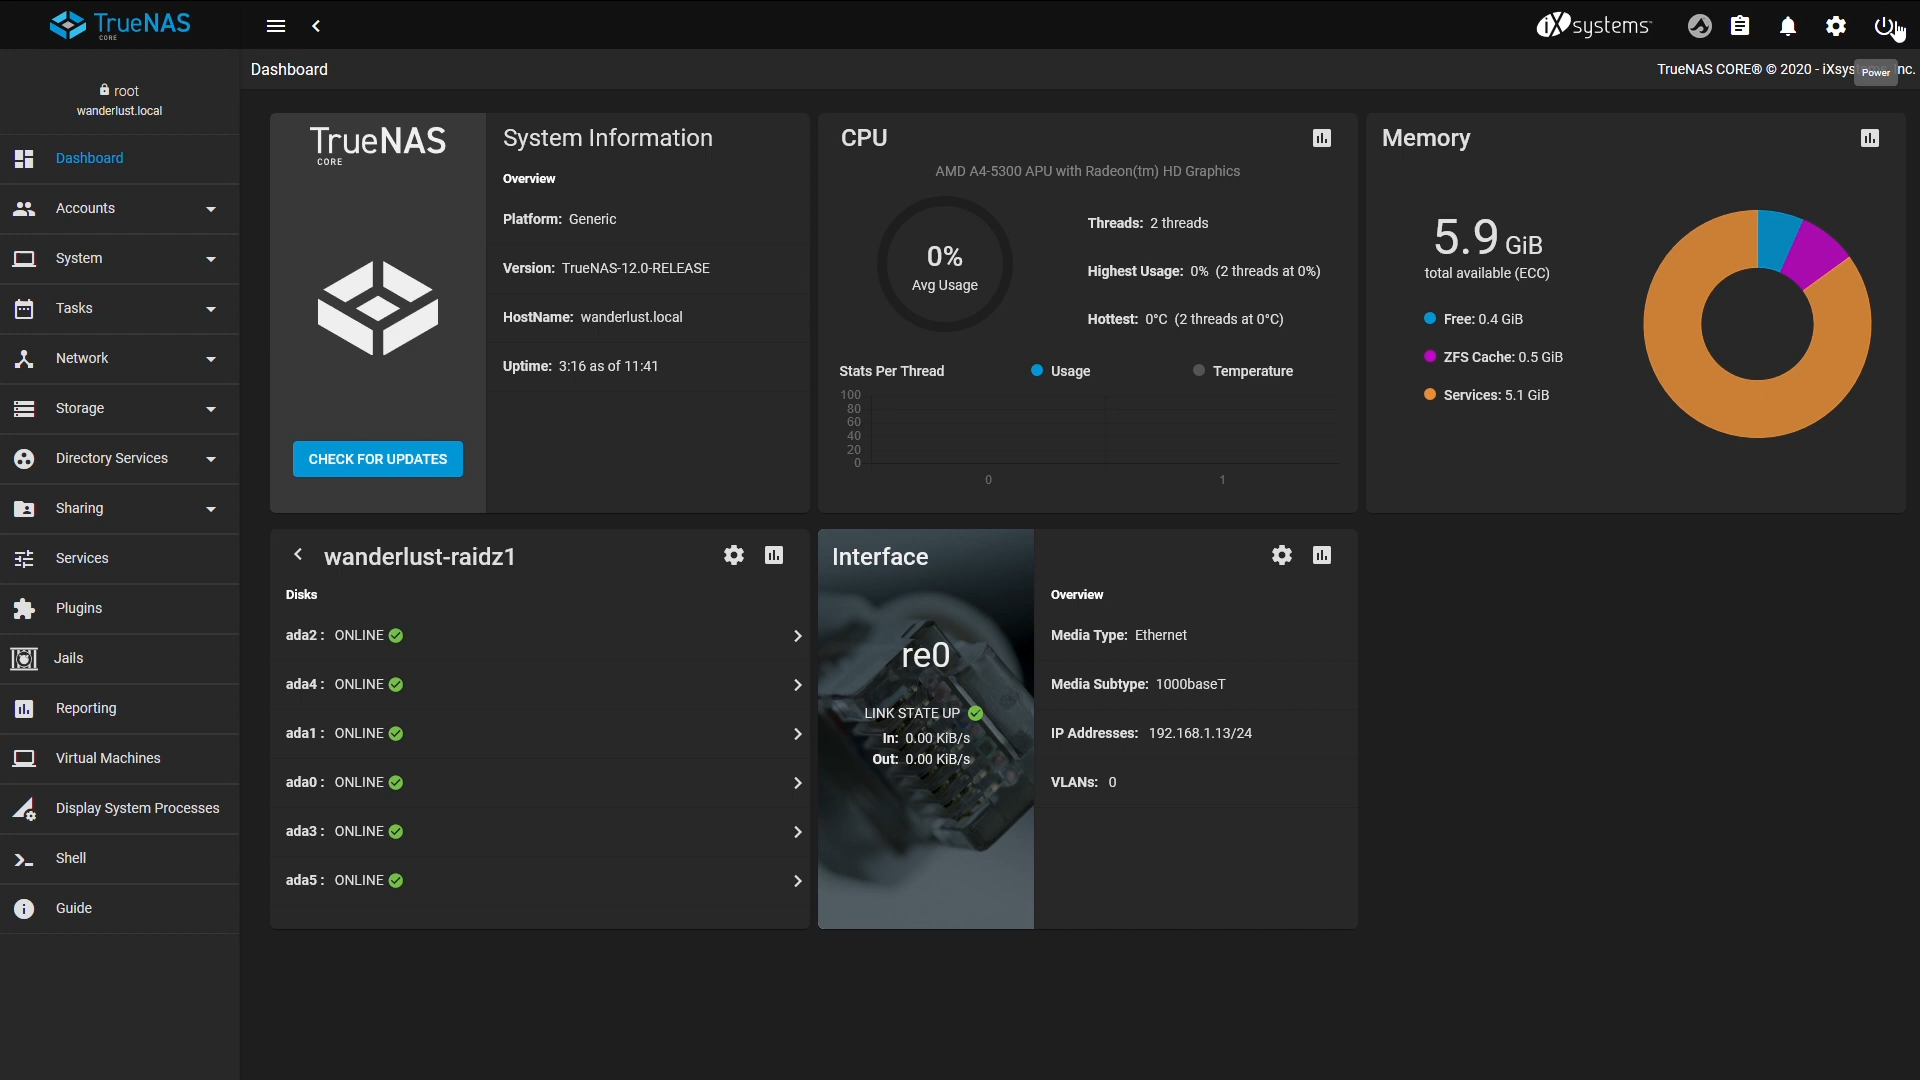 TrueNAS
CORE
iXsystems
Dashboard
TrueNAS CORE® © 2020 - iXsystems, Inc.
Power
root
wanderlust.local
Dashboard
Accounts
System
Tasks
Network
Storage
Directory Services
Sharing
Services
Plugins
Jails
Reporting
Virtual Machines
Display System Processes
Shell
Guide
TrueNAS
CORE
CHECK FOR UPDATES
System Information
Overview
Platform: Generic
Version: TrueNAS-12.0-RELEASE
HostName: wanderlust.local
Uptime: 3:16 as of 11:41
CPU
AMD A4-5300 APU with Radeon(tm) HD Graphics
0%
Avg Usage
Threads: 2 threads
Highest Usage: 0% (2 threads at 0%)
Hottest: 0°C (2 threads at 0°C)
Stats Per Thread Usage Temperature
100
80
60
40
20
0
0 1
Memory
5.9 GiB
total available (ECC)
Free: 0.4 GiB
ZFS Cache: 0.5 GiB
Services: 5.1 GiB
wanderlust-raidz1
Disks
ada2 : ONLINE
ada4 : ONLINE
ada1 : ONLINE
ada0 : ONLINE
ada3 : ONLINE
ada5 : ONLINE
Interface
re0
LINK STATE UP
In: 0.00 KiB/s
Out: 0.00 KiB/s
Overview
Media Type: Ethernet
Media Subtype: 1000baseT
IP Addresses: 192.168.1.13/24
VLANs: 0